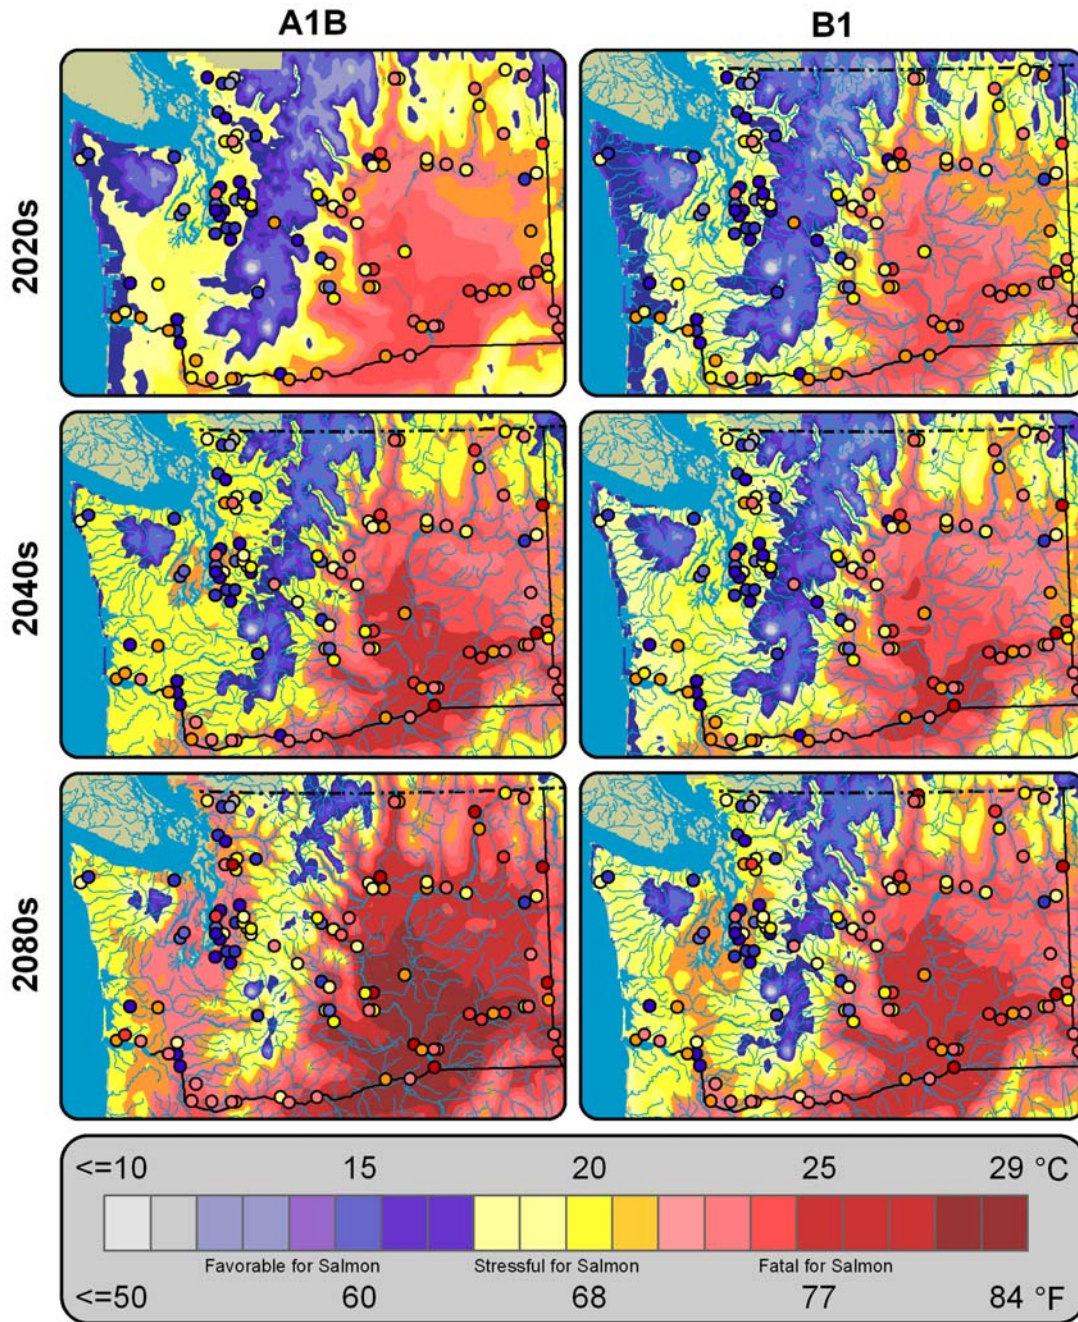 A1B B1
2020s
2040s
2080s
<=10 15 20 25 29 °C
Favorable for Salmon Stressful for Salmon Fatal for Salmon
<=50 60 68 77 84 °F